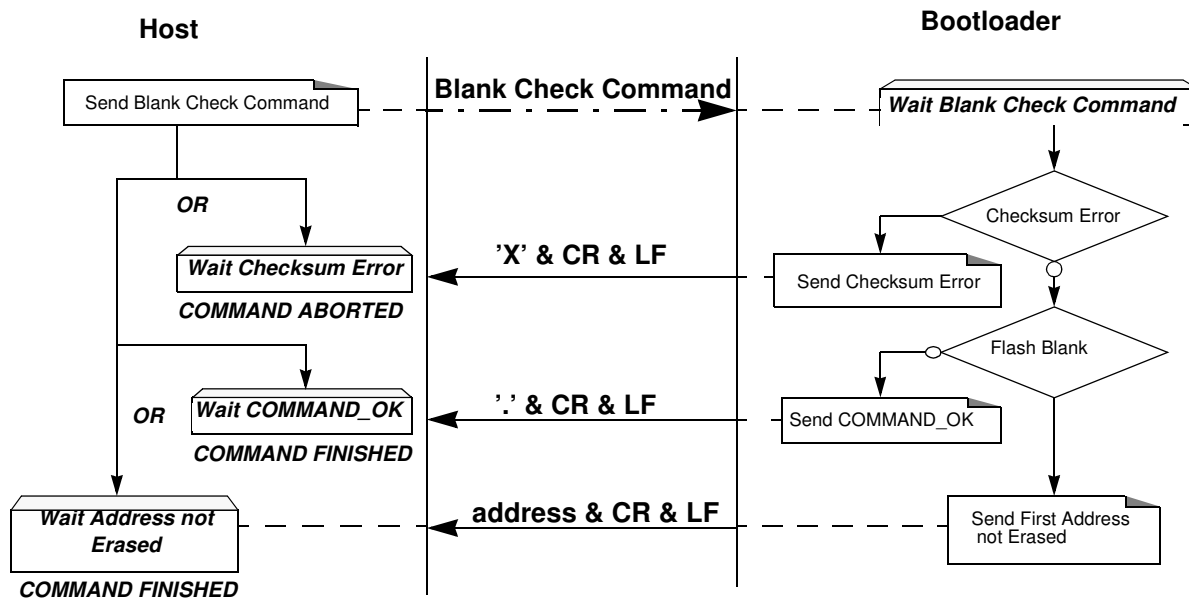 Host
Bootloader
Send Blank Check Command
Blank Check Command
Wait Blank Check Command
OR
Checksum Error
Wait Checksum Error
'X' & CR & LF
Send Checksum Error
COMMAND ABORTED
Flash Blank
OR
Wait COMMAND_OK
'.' & CR & LF
Send COMMAND_OK
COMMAND FINISHED
Wait Address not
Erased
address & CR & LF
Send First Address
not Erased
COMMAND FINISHED